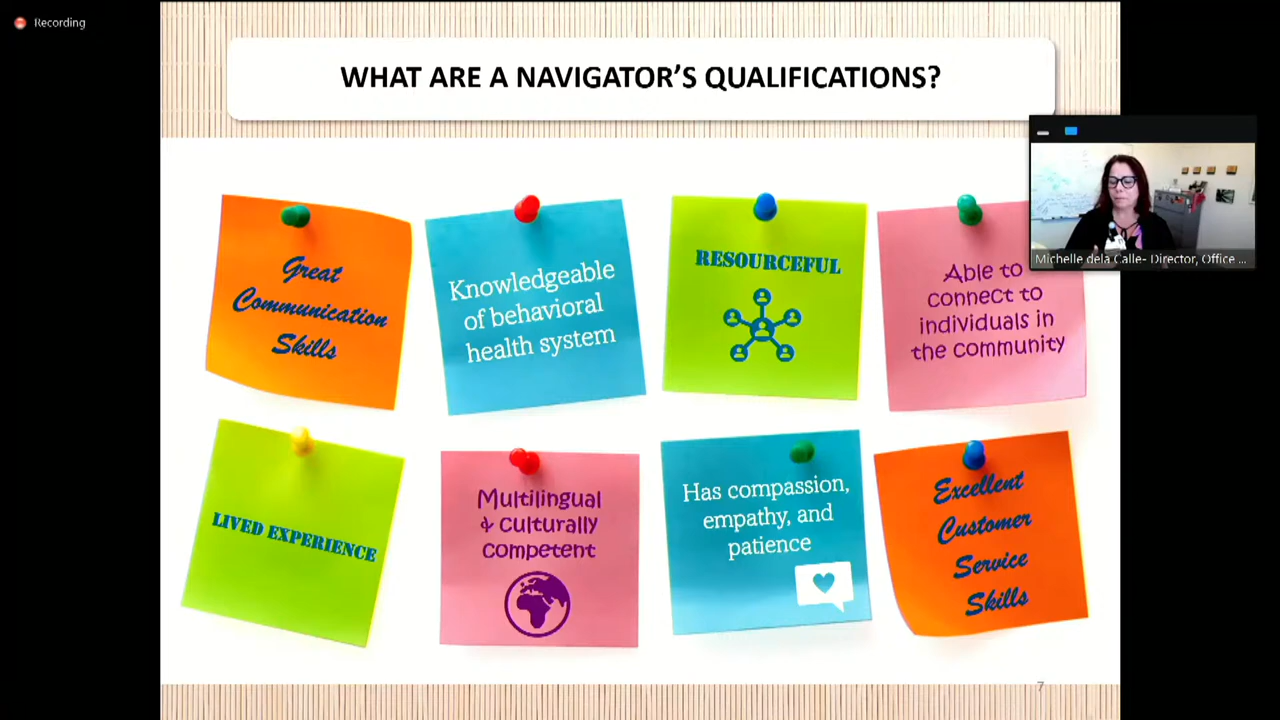 Recording
WHAT ARE A NAVIGATOR'S QUALIFICATIONS?
Great
Communication
Skills
Knowledgeable
of behavioral
health system
RESOURCEFUL
Able to
connect to
individuals in
the community
Michelle dela Calle- Director, Office ...
LIVED EXPERIENCE
Multilingual
& culturally
competent
Has compassion,
empathy, and
patience
Excellent
Customer
Service
Skills
7